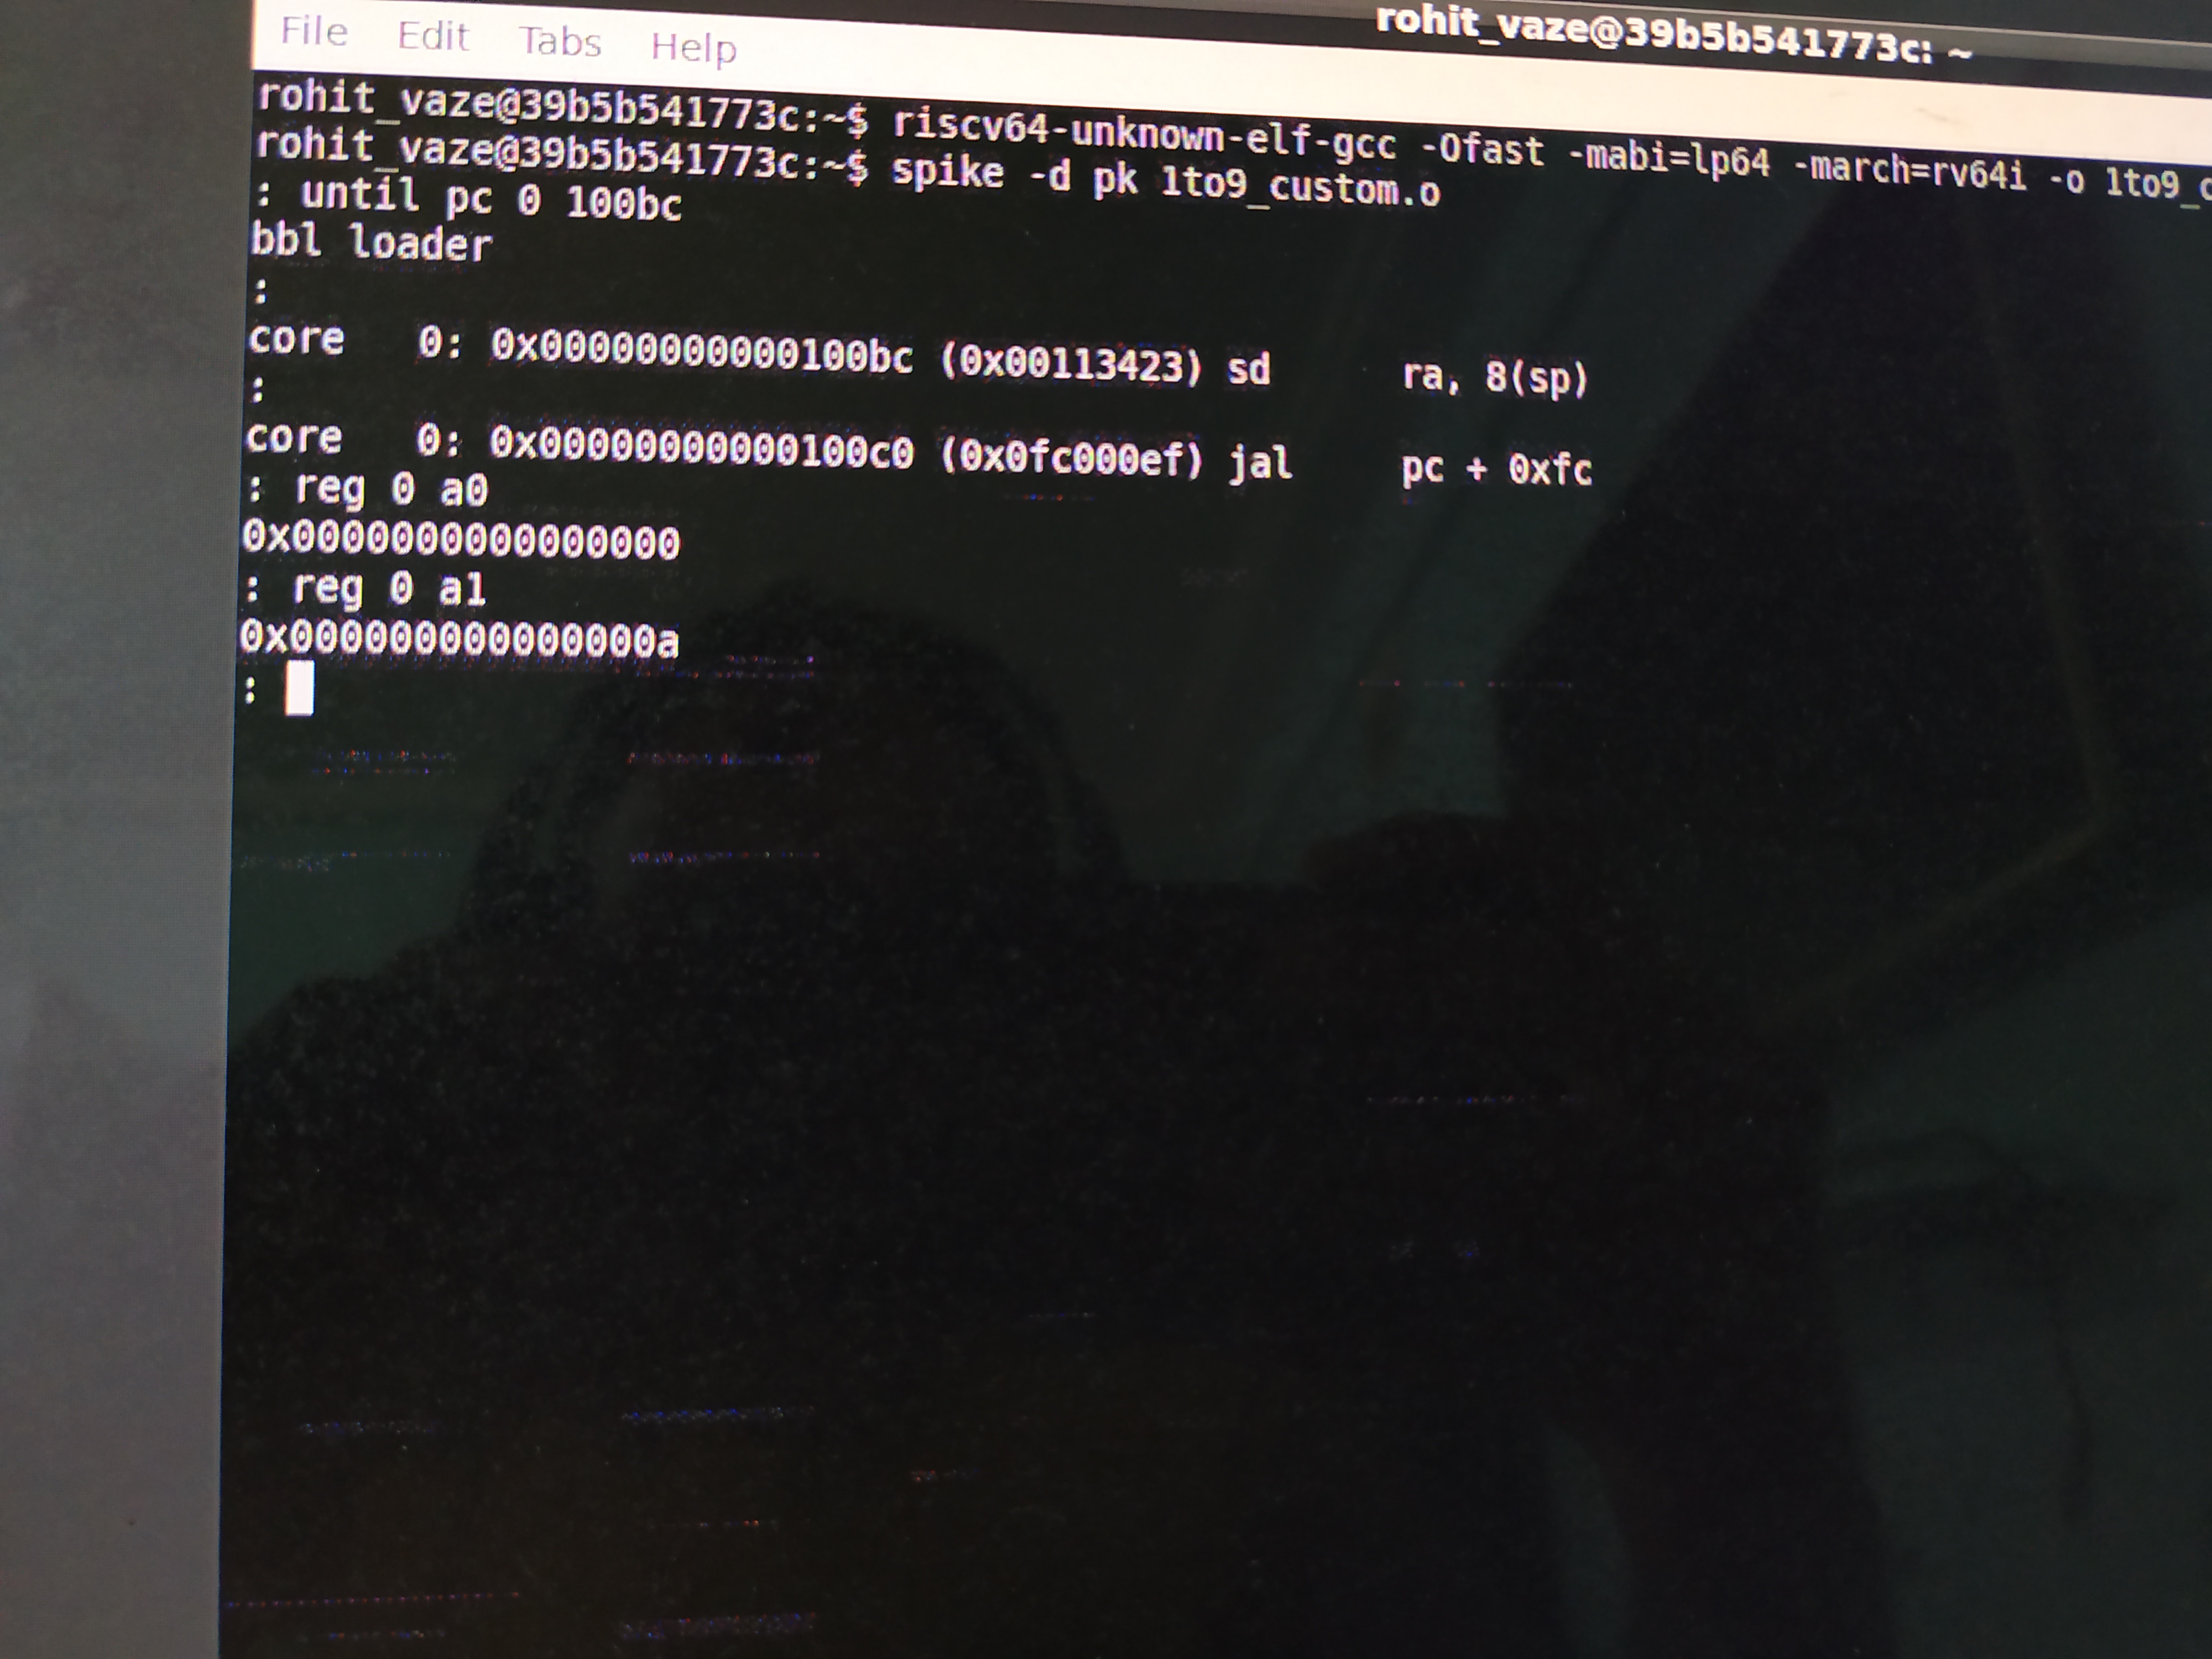 rohit_vaze@39b5b541773c: ~
File Edit Tabs Help
rohit_vaze@39b5b541773c:~$ riscv64-unknown-elf-gcc -Ofast -mabi=lp64 -march=rv64i -o 1to9_c
rohit_vaze@39b5b541773c:~$ spike -d pk 1to9_custom.o
: until pc 0 100bc
bbl loader
:
core   0: 0x00000000000100bc (0x00113423) sd      ra, 8(sp)
:
core   0: 0x00000000000100c0 (0x0fc000ef) jal     pc + 0xfc
: reg 0 a0
0x0000000000000000
: reg 0 a1
0x000000000000000a
: